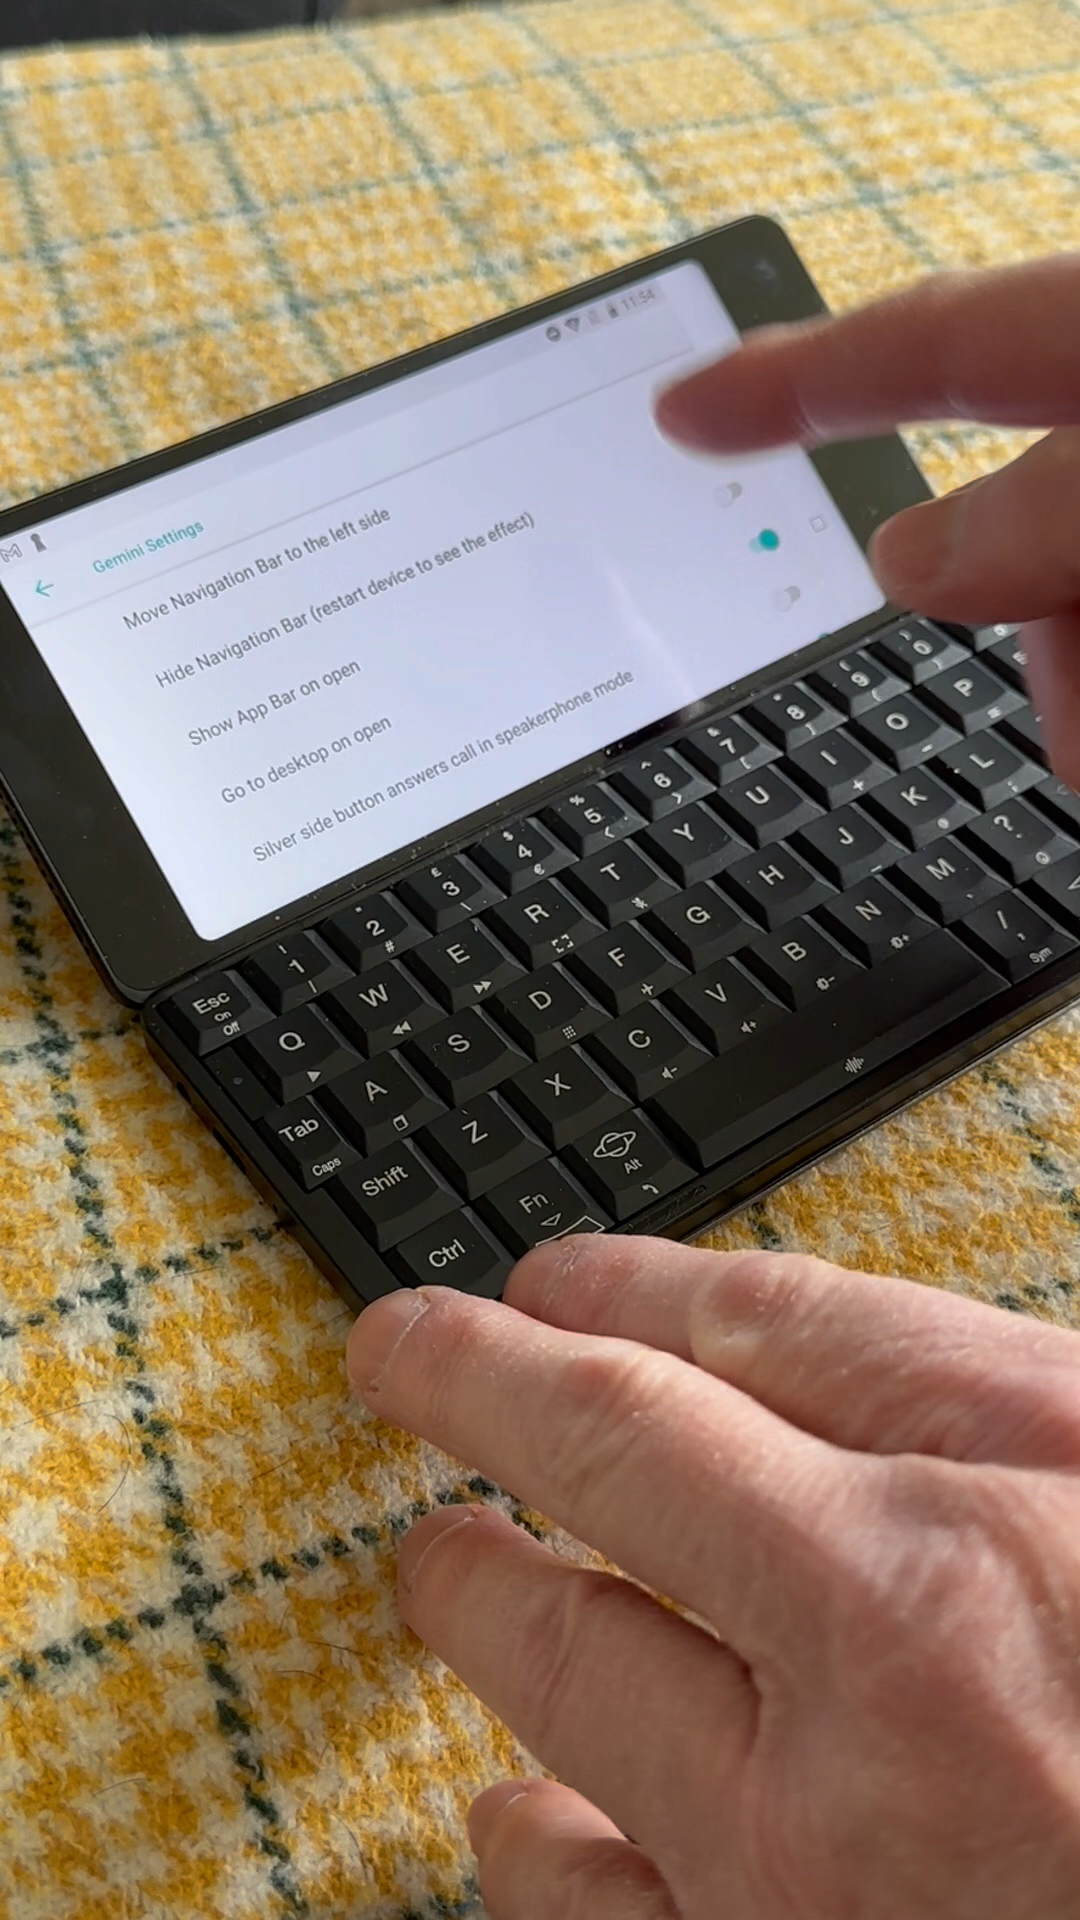 11:54
Gemini Settings
Move Navigation Bar to the left side
Hide Navigation Bar (restart device to see the effect)
Show App Bar on open
Go to desktop on open
Silver side button answers call in speakerphone mode
Esc On Off ! 1 | " 2 # £ 3 \ $ 4 € % 5 < ^ 6 > & 7 [ * 8 ] ( 9 { ) 0 }
Q W E R T Y U I O P
Tab Caps A S D F G H J K L
Shift Z X C V B N M ?
Ctrl Fn Alt / , Sym